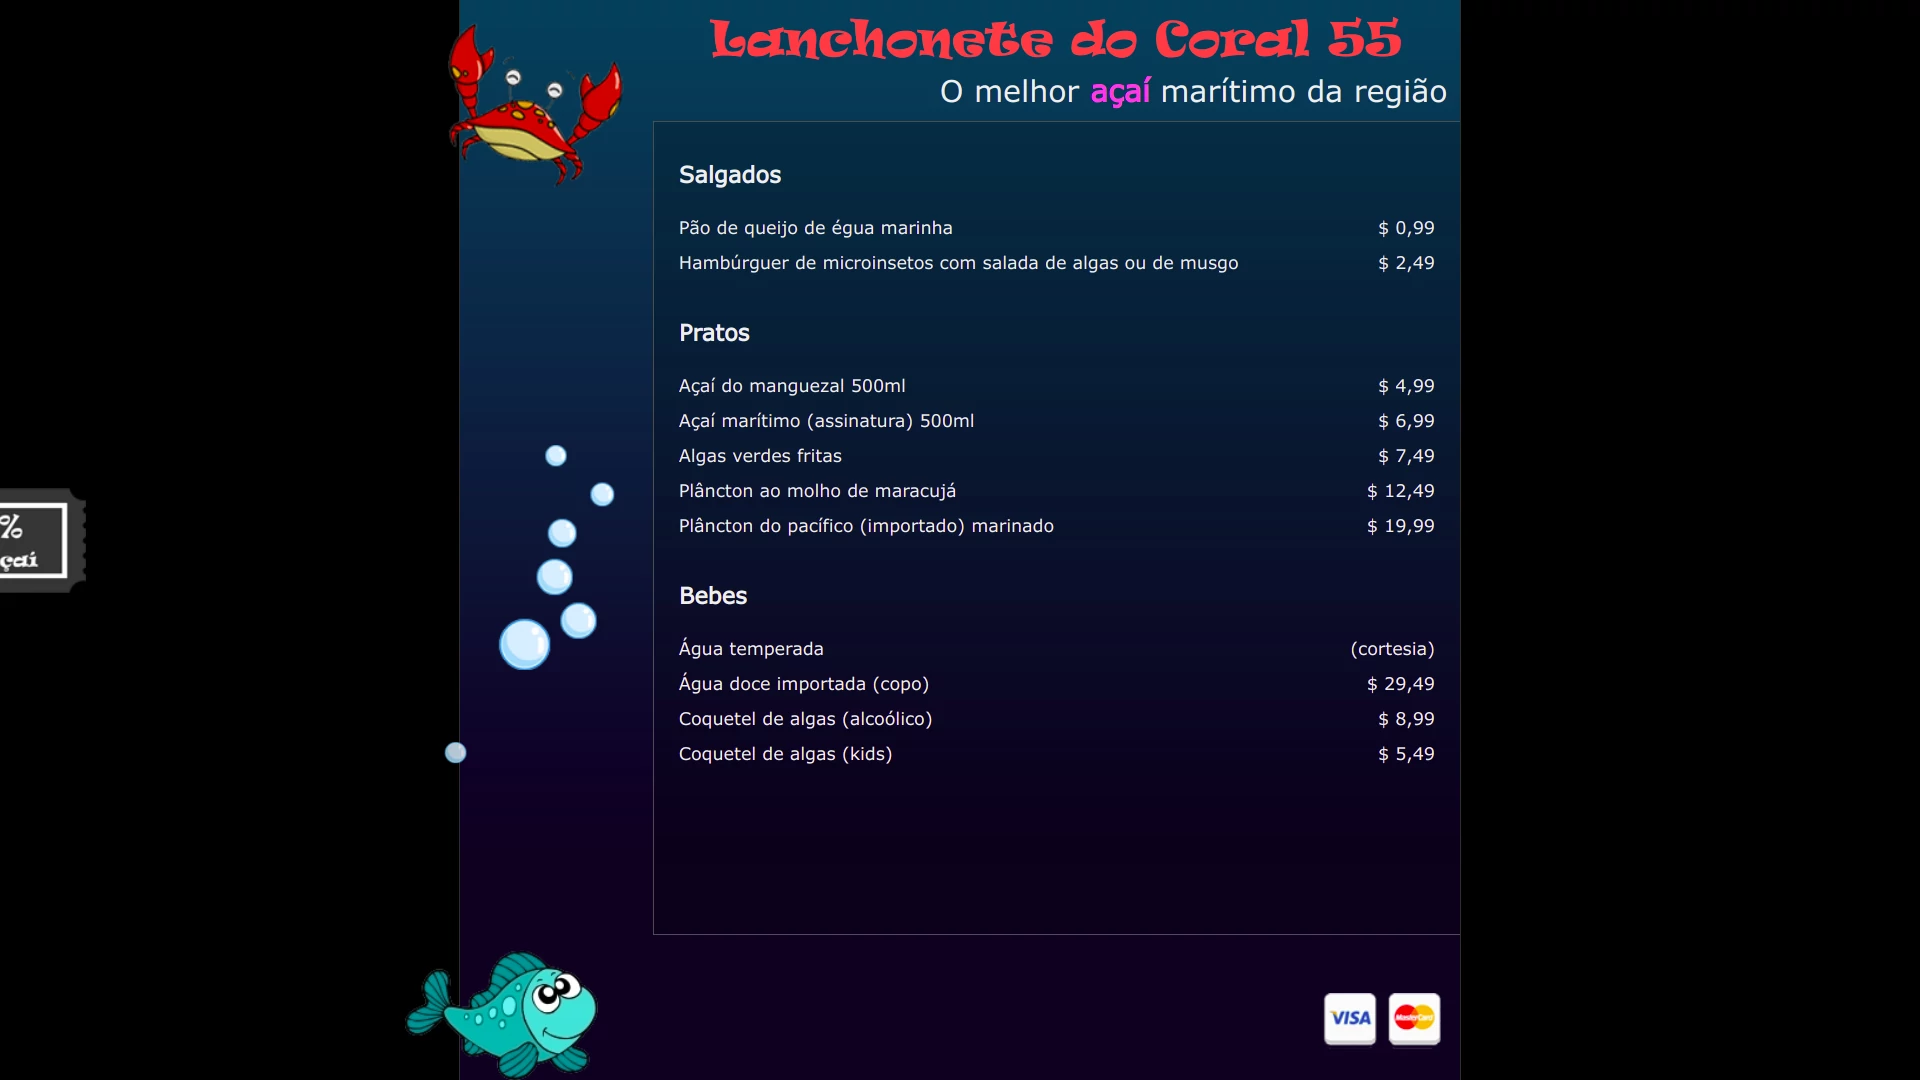 Lanchonete do Coral 55
O melhor açaí marítimo da região
Salgados
Pão de queijo de égua marinha $ 0,99
Hambúrguer de microinsetos com salada de algas ou de musgo $ 2,49
Pratos
Açaí do manguezal 500ml $ 4,99
Açaí marítimo (assinatura) 500ml $ 6,99
Algas verdes fritas $ 7,49
Plâncton ao molho de maracujá $ 12,49
Plâncton do pacífico (importado) marinado $ 19,99
%
çaí
Bebes
Água temperada (cortesia)
Água doce importada (copo) $ 29,49
Coquetel de algas (alcoólico) $ 8,99
Coquetel de algas (kids) $ 5,49
VISA MasterCard